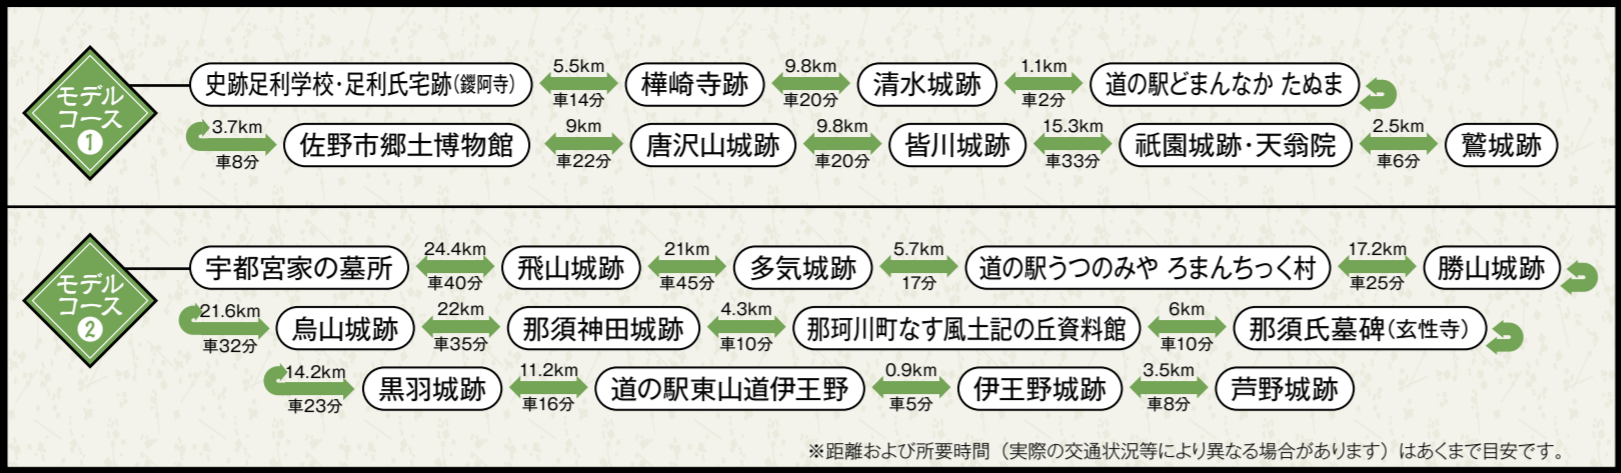 モデル
コース
1
史跡足利学校・足利氏宅跡（鑁阿寺） 5.5km 車14分 樺崎寺跡 9.8km 車20分 清水城跡 1.1km 車2分 道の駅どまんなか たぬま
3.7km 車8分 佐野市郷土博物館 9km 車22分 唐沢山城跡 9.8km 車20分 皆川城跡 15.3km 車33分 祇園城跡・天翁院 2.5km 車6分 鷲城跡
モデル
コース
2
宇都宮家の墓所 24.4km 車40分 飛山城跡 21km 車45分 多気城跡 5.7km 17分 道の駅うつのみや ろまんちっく村 17.2km 車25分 勝山城跡
21.6km 車32分 烏山城跡 22km 車35分 那須神田城跡 4.3km 車10分 那珂川町なす風土記の丘資料館 6km 車10分 那須氏墓碑（玄性寺）
14.2km 車23分 黒羽城跡 11.2km 車16分 道の駅東山道伊王野 0.9km 車5分 伊王野城跡 3.5km 車8分 芦野城跡
※距離および所要時間（実際の交通状況等により異なる場合があります）はあくまで目安です。